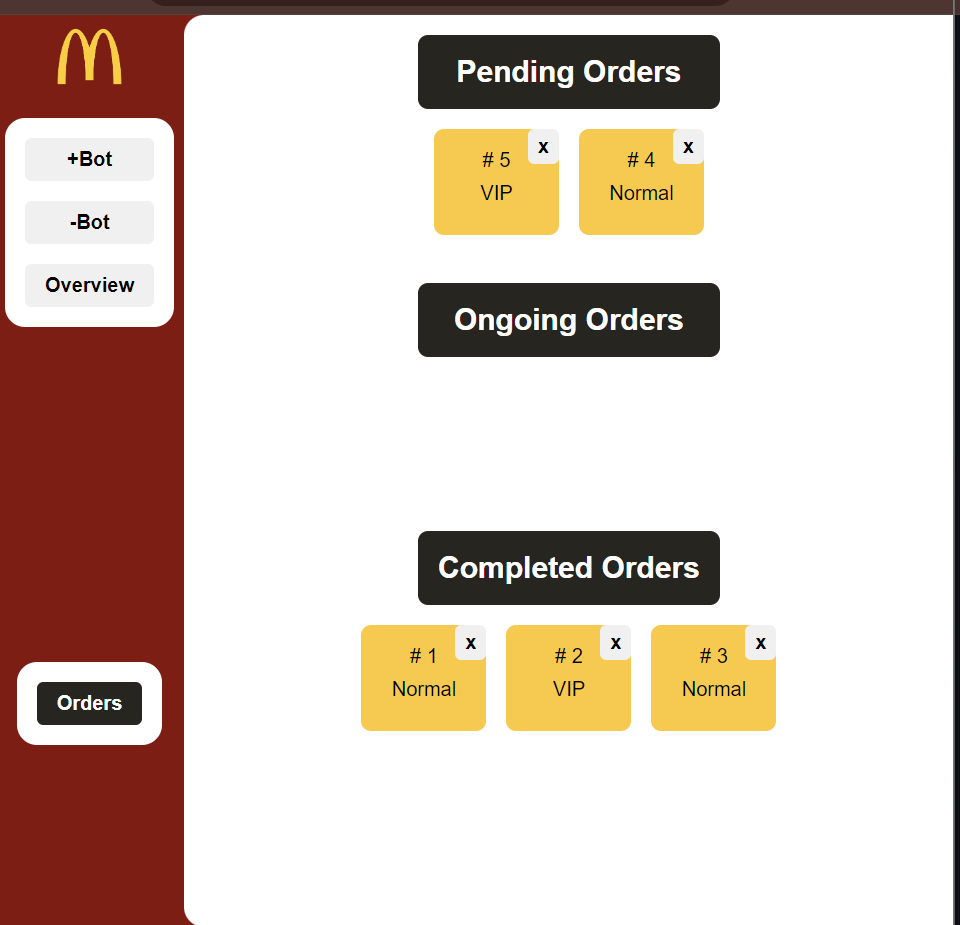 +Bot
-Bot
Overview
Orders
Pending Orders
x
# 5
VIP
x
# 4
Normal
Ongoing Orders
Completed Orders
x
# 1
Normal
x
# 2
VIP
x
# 3
Normal